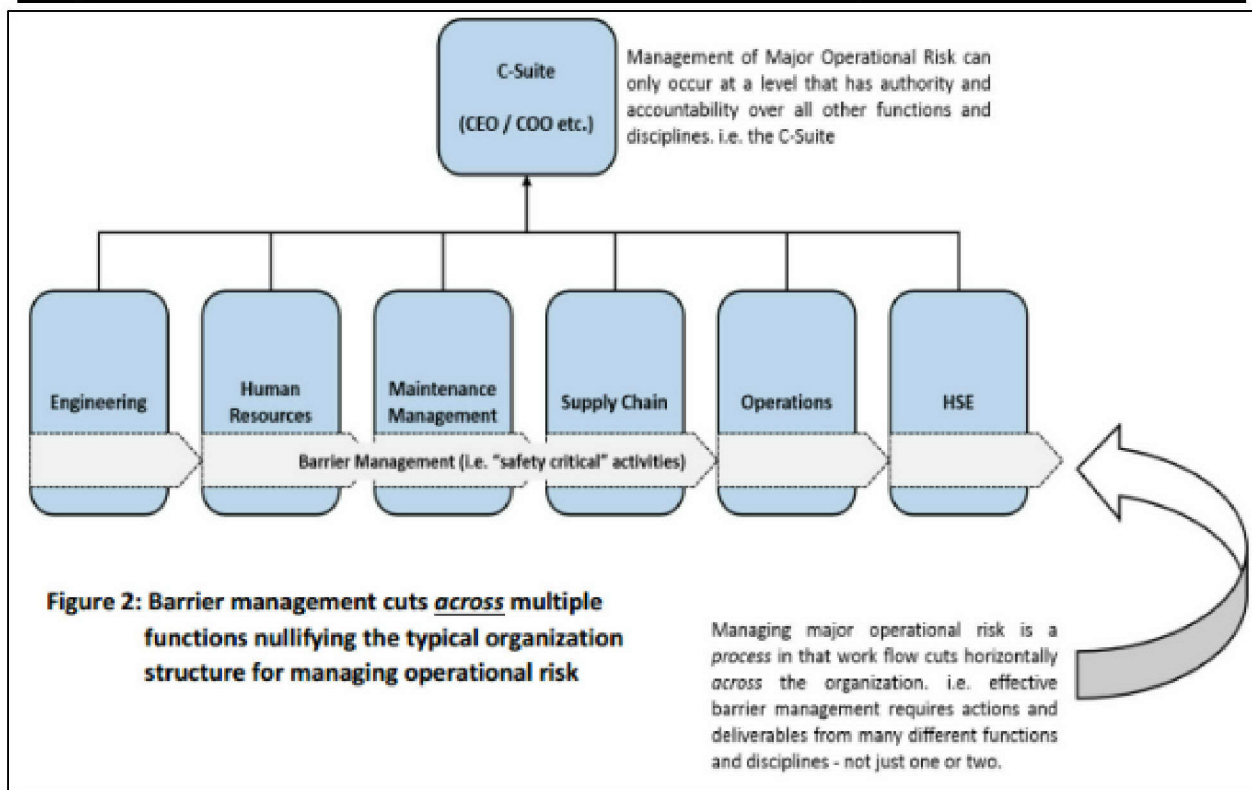 C-Suite
(CEO / COO etc.)
Management of Major Operational Risk can
only occur at a level that has authority and
accountability over all other functions and
disciplines. i.e. the C-Suite
Engineering
Human
Resources
Maintenance
Management
Supply Chain
Operations
HSE
Barrier Management (i.e. “safety critical” activities)
Figure 2: Barrier management cuts across multiple
functions nullifying the typical organization
structure for managing operational risk
Managing major operational risk is a
process in that work flow cuts horizontally
across the organization. i.e. effective
barrier management requires actions and
deliverables from many different functions
and disciplines - not just one or two.